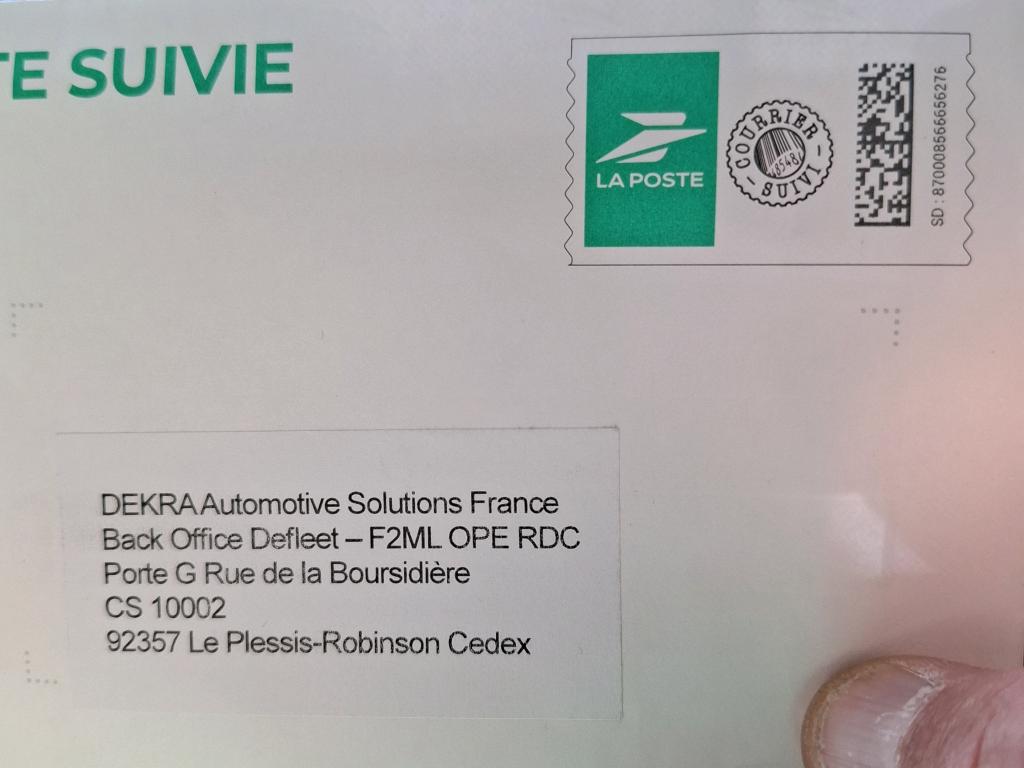 TE SUIVIE
LA POSTE
COURRIER
SUIVI
SD : 870008566656276
DEKRA Automotive Solutions France
Back Office Defleet – F2ML OPE RDC
Porte G Rue de la Boursidière
CS 10002
92357 Le Plessis-Robinson Cedex